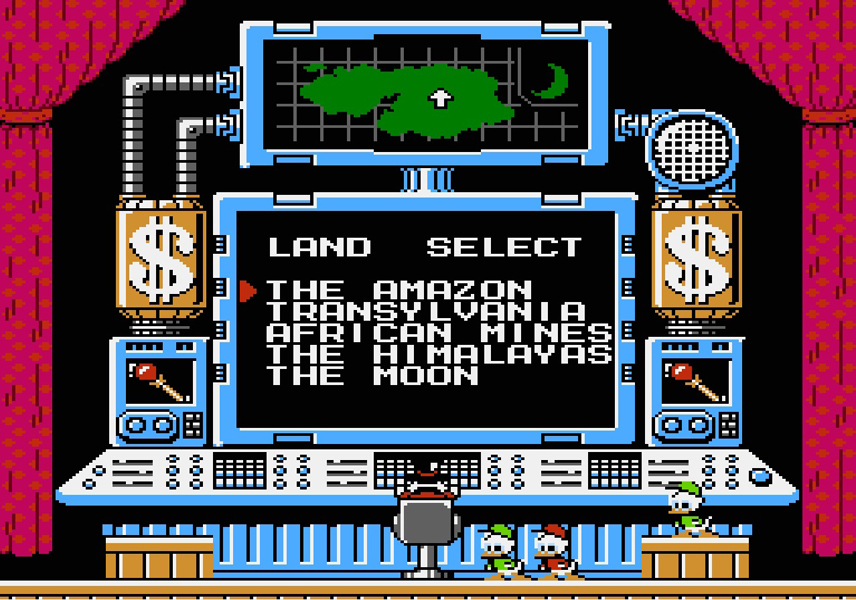 $ $
LAND SELECT
THE AMAZON
TRANSYLVANIA
AFRICAN MINES
THE HIMALAYAS
THE MOON